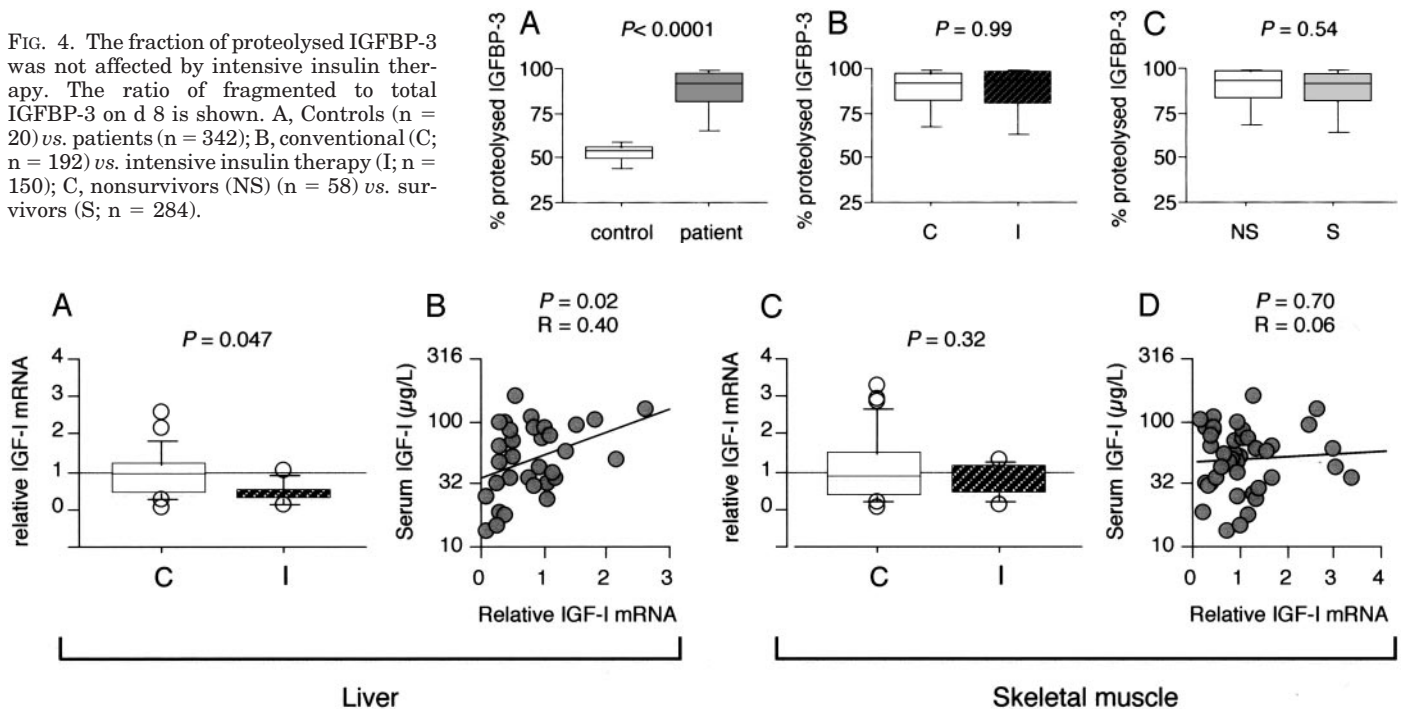 FIG. 4. The fraction of proteolysed IGFBP-3
was not affected by intensive insulin ther-
apy. The ratio of fragmented to total
IGFBP-3 on d 8 is shown. A, Controls (n =
20) vs. patients (n = 342); B, conventional (C;
n = 192) vs. intensive insulin therapy (I; n =
150); C, nonsurvivors (NS) (n = 58) vs. sur-
vivors (S; n = 284).
A
P< 0.0001
% proteolysed IGFBP-3
100
75
50
25
control patient
B
P = 0.99
% proteolysed IGFBP-3
100
75
50
25
C I
C
P = 0.54
% proteolysed IGFBP-3
100
75
50
25
NS S
A
P = 0.047
relative IGF-I mRNA
4
3
2
1
0
C I
B
P = 0.02
R = 0.40
Serum IGF-I (µg/L)
316
100
32
10
0 1 2 3
Relative IGF-I mRNA
Liver
C
P = 0.32
relative IGF-I mRNA
4
3
2
1
0
C I
D
P = 0.70
R = 0.06
Serum IGF-I (µg/L)
316
100
32
10
0 1 2 3 4
Relative IGF-I mRNA
Skeletal muscle